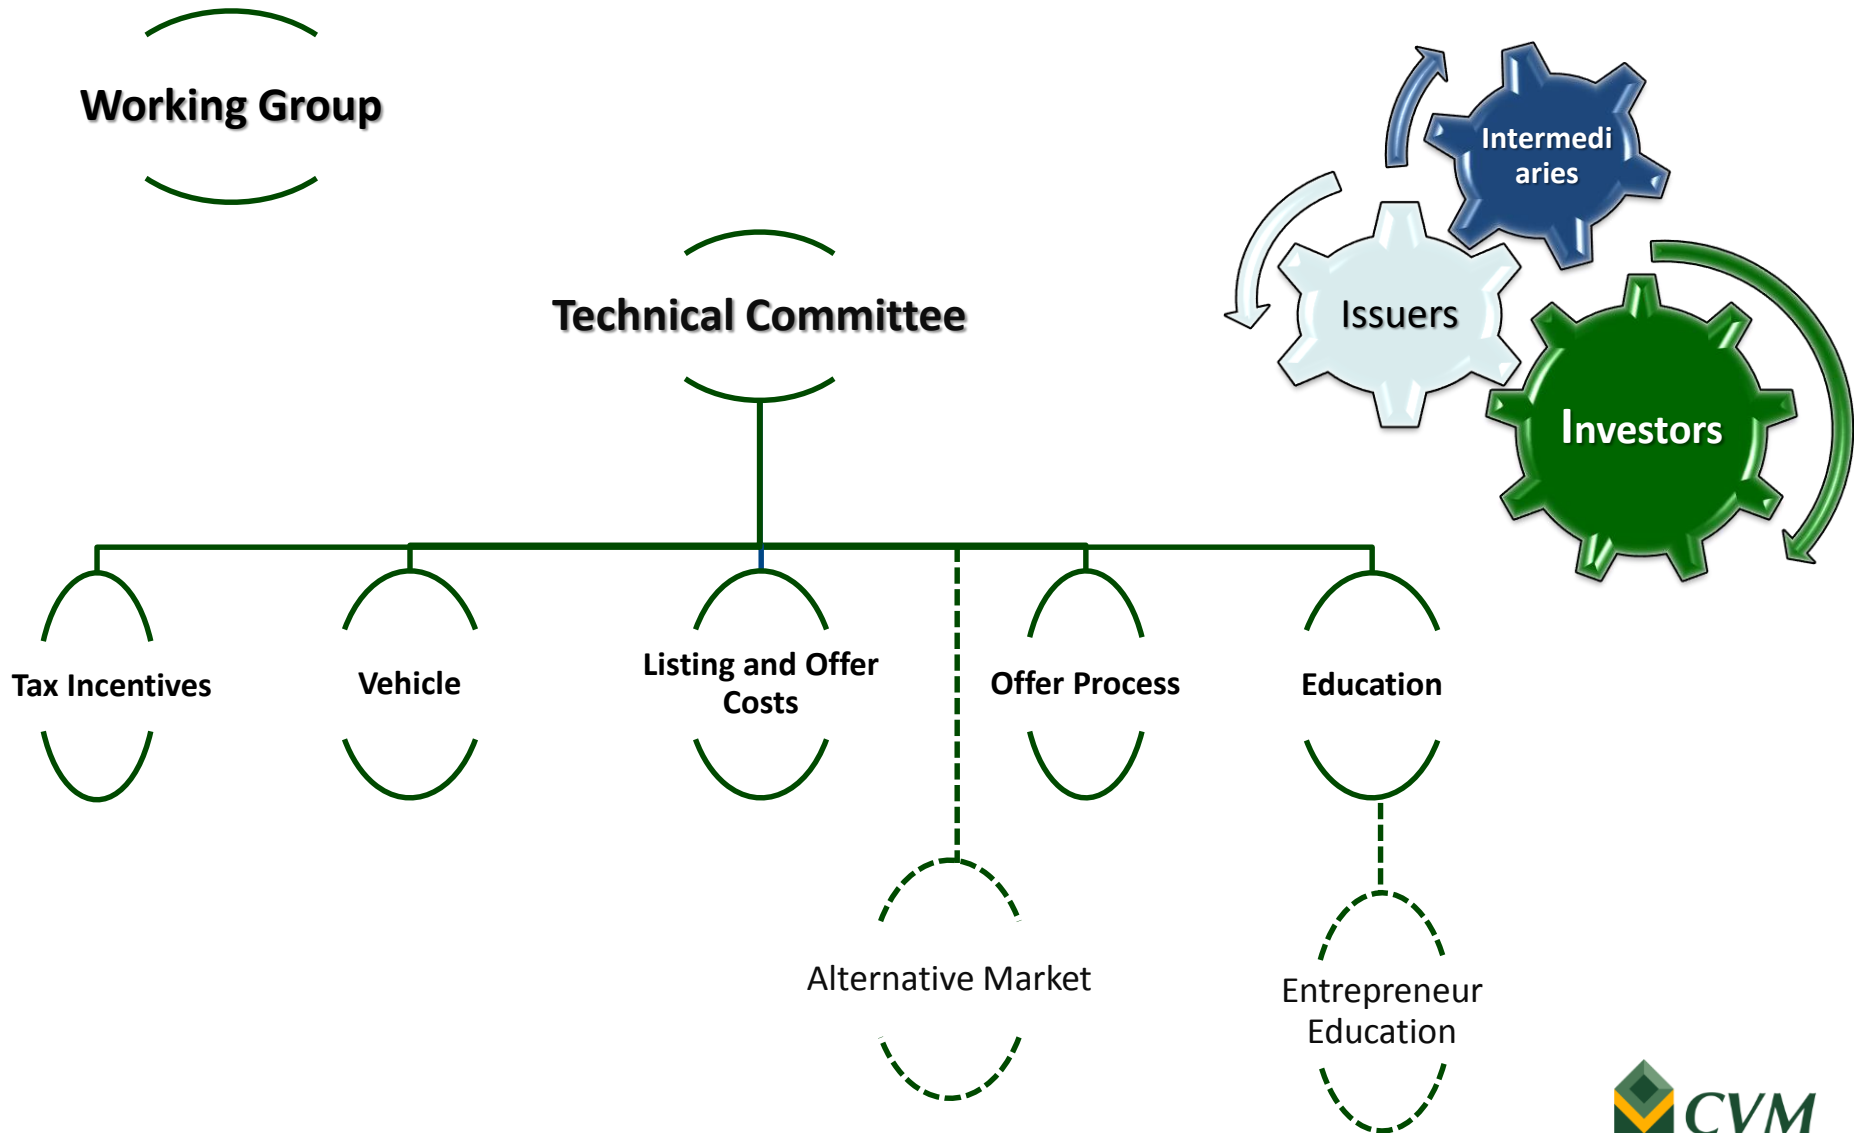 Working Group
Intermedi
aries
Technical Committee
Issuers
Investors
Tax Incentives
Vehicle
Listing and Offer
Costs
Offer Process
Education
Alternative Market
Entrepreneur
Education
CVM